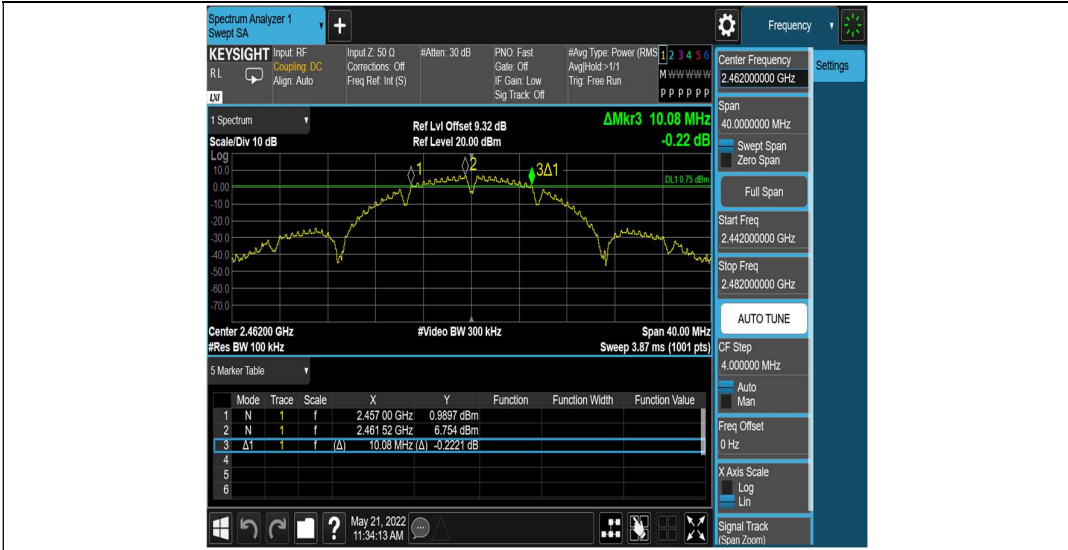 Spectrum Analyzer 1
Swept SA
+
Frequency
KEYSIGHT Input: RF Input Z: 50 Ω #Atten: 30 dB PNO: Fast #Avg Type: Power (RMS 1 2 3 4 5 6
RL Coupling: DC Corrections: Off Gate: Off Avg|Hold:>1/1 M W W W W W
Align: Auto Freq Ref: Int (S) IF Gain: Low Trig: Free Run
LXI Sig Track: Off P P P P P P
1 Spectrum
Scale/Div 10 dB
Ref Lvl Offset 9.32 dB
Ref Level 20.00 dBm
ΔMkr3 10.08 MHz
-0.22 dB
Log
10.0
0.00
-10.0
-20.0
-30.0
-40.0
-50.0
-60.0
-70.0
1
2
3Δ1
DL1 0.75 dBm
Center 2.46200 GHz #Video BW 300 kHz Span 40.00 MHz
#Res BW 100 kHz Sweep 3.87 ms (1001 pts)
5 Marker Table
Mode Trace Scale X Y Function Function Width Function Value
1 N 1 f 2.457 00 GHz 0.9897 dBm
2 N 1 f 2.461 52 GHz 6.754 dBm
3 Δ1 1 f (Δ) 10.08 MHz (Δ) -0.2221 dB
4
5
6
Center Frequency
2.462000000 GHz
Settings
Span
40.0000000 MHz
Swept Span
Zero Span
Full Span
Start Freq
2.442000000 GHz
Stop Freq
2.482000000 GHz
AUTO TUNE
CF Step
4.000000 MHz
Auto
Man
Freq Offset
0 Hz
X Axis Scale
Log
Lin
Signal Track
(Span Zoom)
?
May 21, 2022
11:34:13 AM